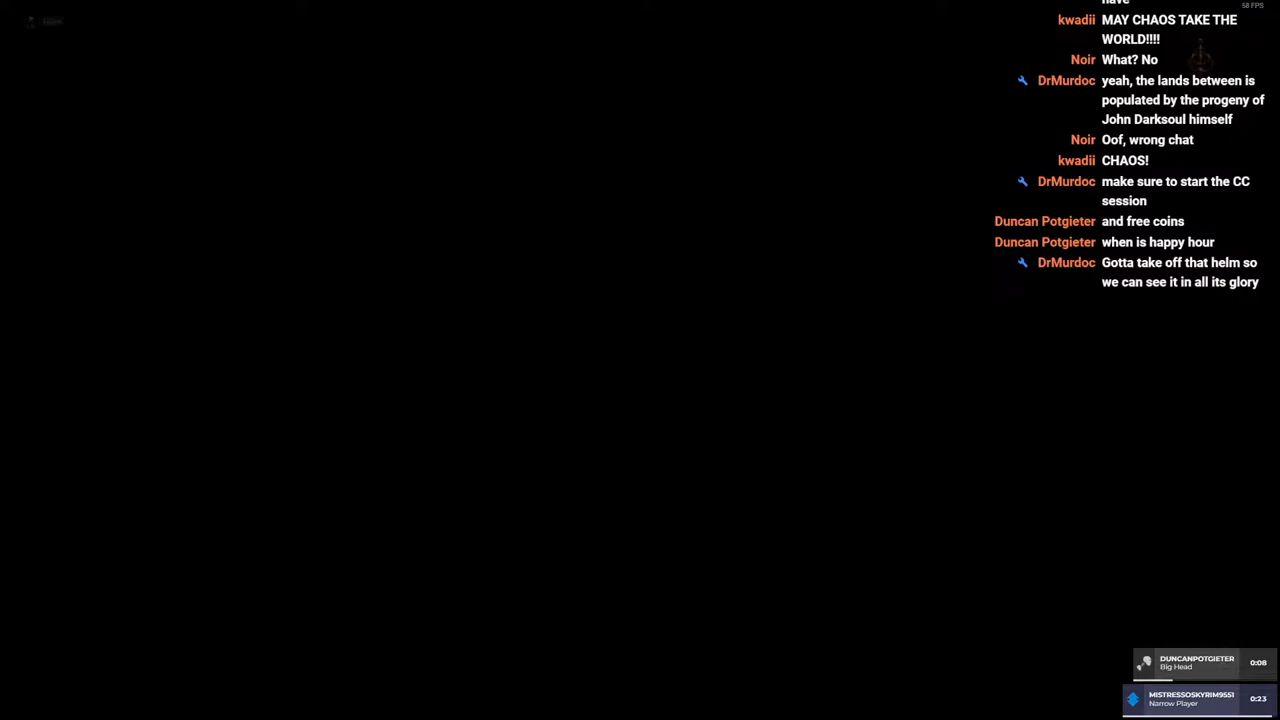 58 FPS
have
kwadii MAY CHAOS TAKE THE
WORLD!!!!
Noir What? No
DrMurdoc yeah, the lands between is
populated by the progeny of
John Darksoul himself
Noir Oof, wrong chat
kwadii CHAOS!
DrMurdoc make sure to start the CC
session
Duncan Potgieter and free coins
Duncan Potgieter when is happy hour
DrMurdoc Gotta take off that helm so
we can see it in all its glory
DUNCANPOTGIETER
Big Head
0:08
MISTRESSOSKYRIM9551
Narrow Player
0:23